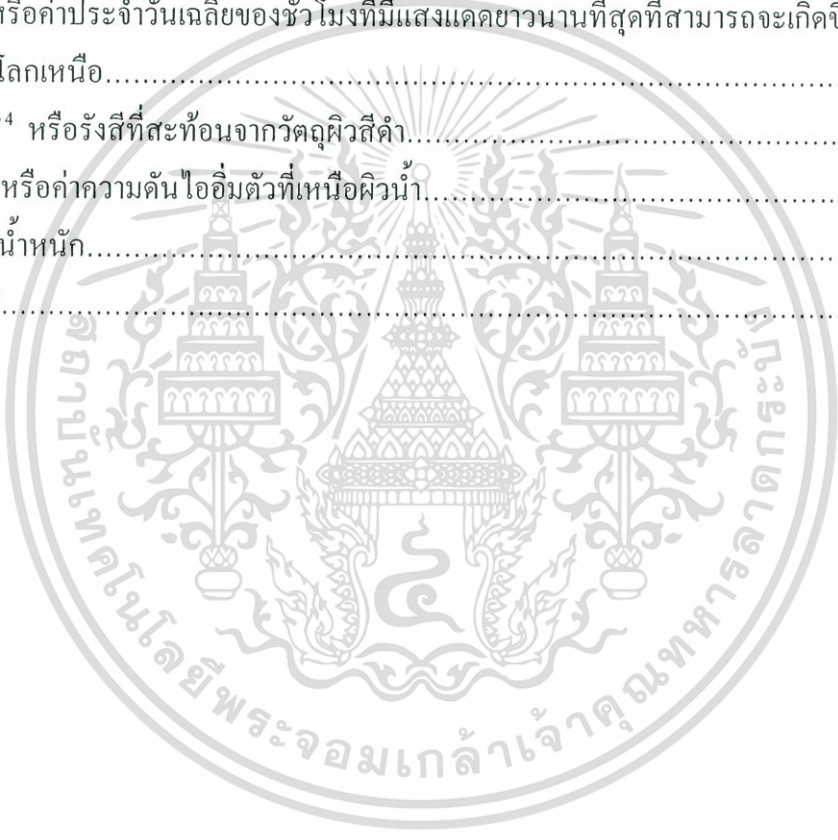 หรือค่าประจำวันเฉลี่ยของชั่วโมงที่มีแสงแดดยาวนานที่สุดที่สามารถจะเกิด
โลกเหนือ....................................................................................................
⁴ หรือรังสีที่สะท้อนจากวัตถุผิวสีดำ....................................................................................
หรือค่าความดันไออิ่มตัวที่เหนือผิวน้ำ....................................................................................
น้ำหนัก....................................................................................................
....................................................................................................
สถาบันเทคโนโลยีพระจอมเกล้าเจ้าคุณทหารลาดกระบัง